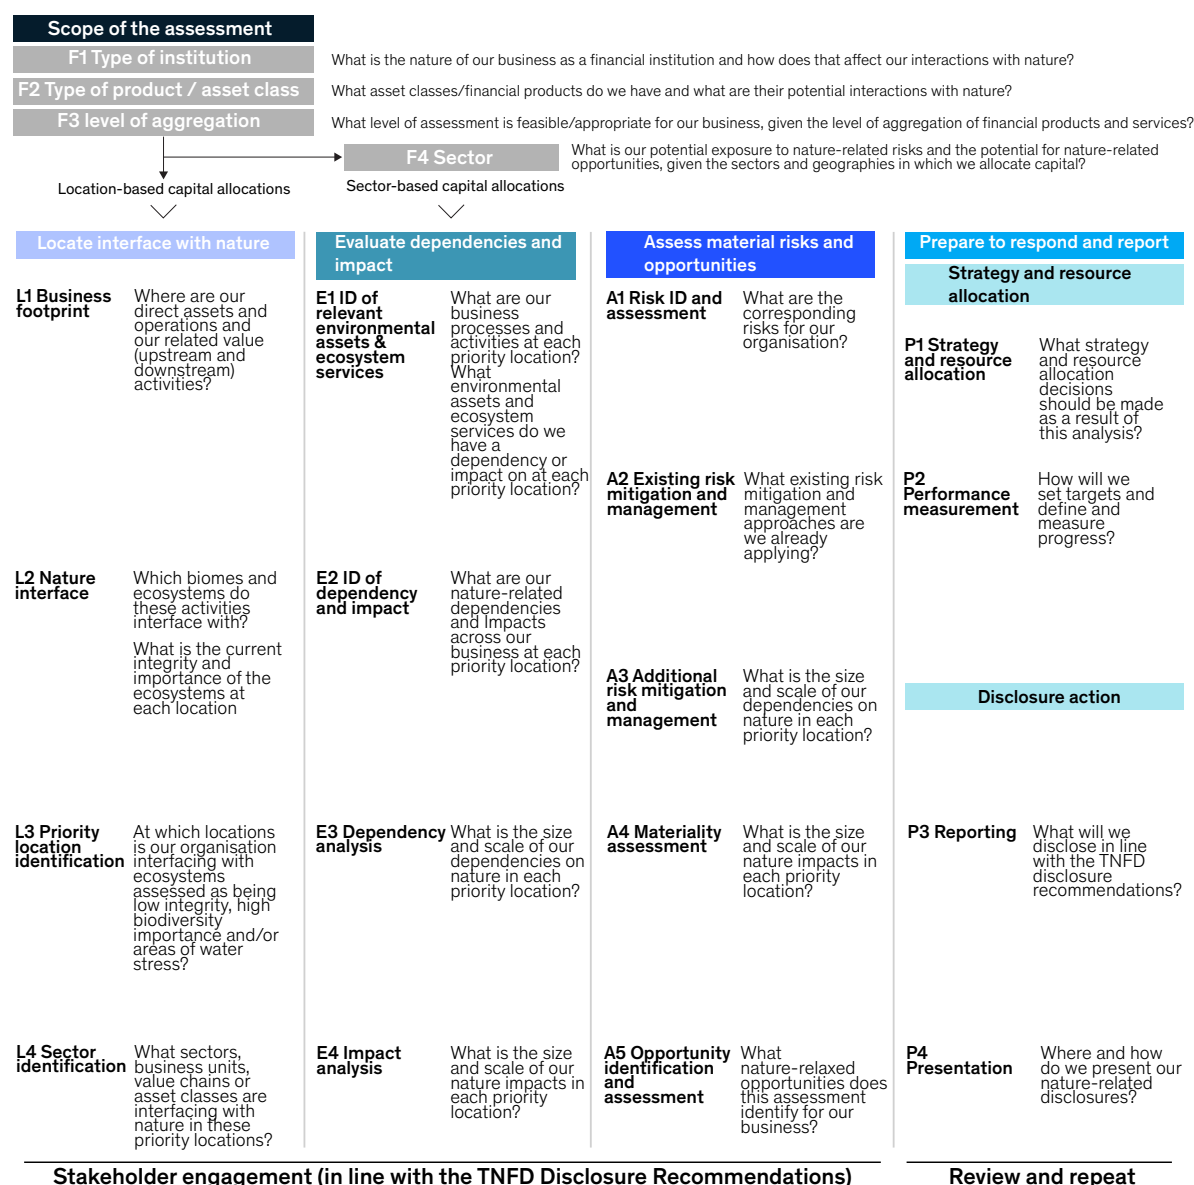 Scope of the assessment
F1 Type of institution
What is the nature of our business as a financial institution and how does that affect our interactions with nature?
F2 Type of product / asset class
What asset classes/financial products do we have and what are their potential interactions with nature?
F3 level of aggregation
What level of assessment is feasible/appropriate for our business, given the level of aggregation of financial products and services?
F4 Sector
What is our potential exposure to nature-related risks and the potential for nature-related
opportunities, given the sectors and geographies in which we allocate capital?
Location-based capital allocations
Sector-based capital allocations
Locate interface with nature
L1 Business
footprint
Where are our
direct assets and
operations and
our related value
(upstream and
downstream)
activities?
L2 Nature
interface
Which biomes and
ecosystems do
these activities
interface with?
What is the current
integrity and
importance of the
ecosystems at
each location
L3 Priority
location
identification
At which locations
is our organisation
interfacing with
ecosystems
assessed as being
low integrity, high
biodiversity
importance and/or
areas of water
stress?
L4 Sector
identification
What sectors,
business units,
value chains or
asset classes are
interfacing with
nature in these
priority locations?
Evaluate dependencies and
impact
E1 ID of
relevant
environmental
assets &
ecosystem
services
What are our
business
processes and
activities at each
priority location?
What
environmental
assets and
ecosystem
services do we
have a
dependency or
impact on at each
priority location?
E2 ID of
dependency
and impact
What are our
nature-related
dependencies
and Impacts
across our
business at each
priority location?
E3 Dependency
analysis
What is the size
and scale of our
dependencies on
nature in each
priority location?
E4 Impact
analysis
What is the size
and scale of our
nature impacts in
each priority
location?
Assess material risks and
opportunities
A1 Risk ID and
assessment
What are the
corresponding
risks for our
organisation?
A2 Existing risk
mitigation and
management
What existing risk
mitigation and
management
approaches are
we already
applying?
A3 Additional
risk mitigation
and
management
What is the size
and scale of our
dependencies on
nature in each
priority location?
A4 Materiality
assessment
What is the size
and scale of our
nature impacts in
each priority
location?
A5 Opportunity
identification
and
assessment
What
nature-relaxed
opportunities does
this assessment
identify for our
business?
Prepare to respond and report
Strategy and resource
allocation
P1 Strategy
and resource
allocation
What strategy
and resource
allocation
decisions
should be made
as a result of
this analysis?
P2
Performance
measurement
How will we
set targets and
define and
measure
progress?
Disclosure action
P3 Reporting
What will we
disclose in line
with the TNFD
disclosure
recommendations?
P4
Presentation
Where and how
do we present our
nature-related
disclosures?
Stakeholder engagement (in line with the TNFD Disclosure Recommendations)
Review and repeat